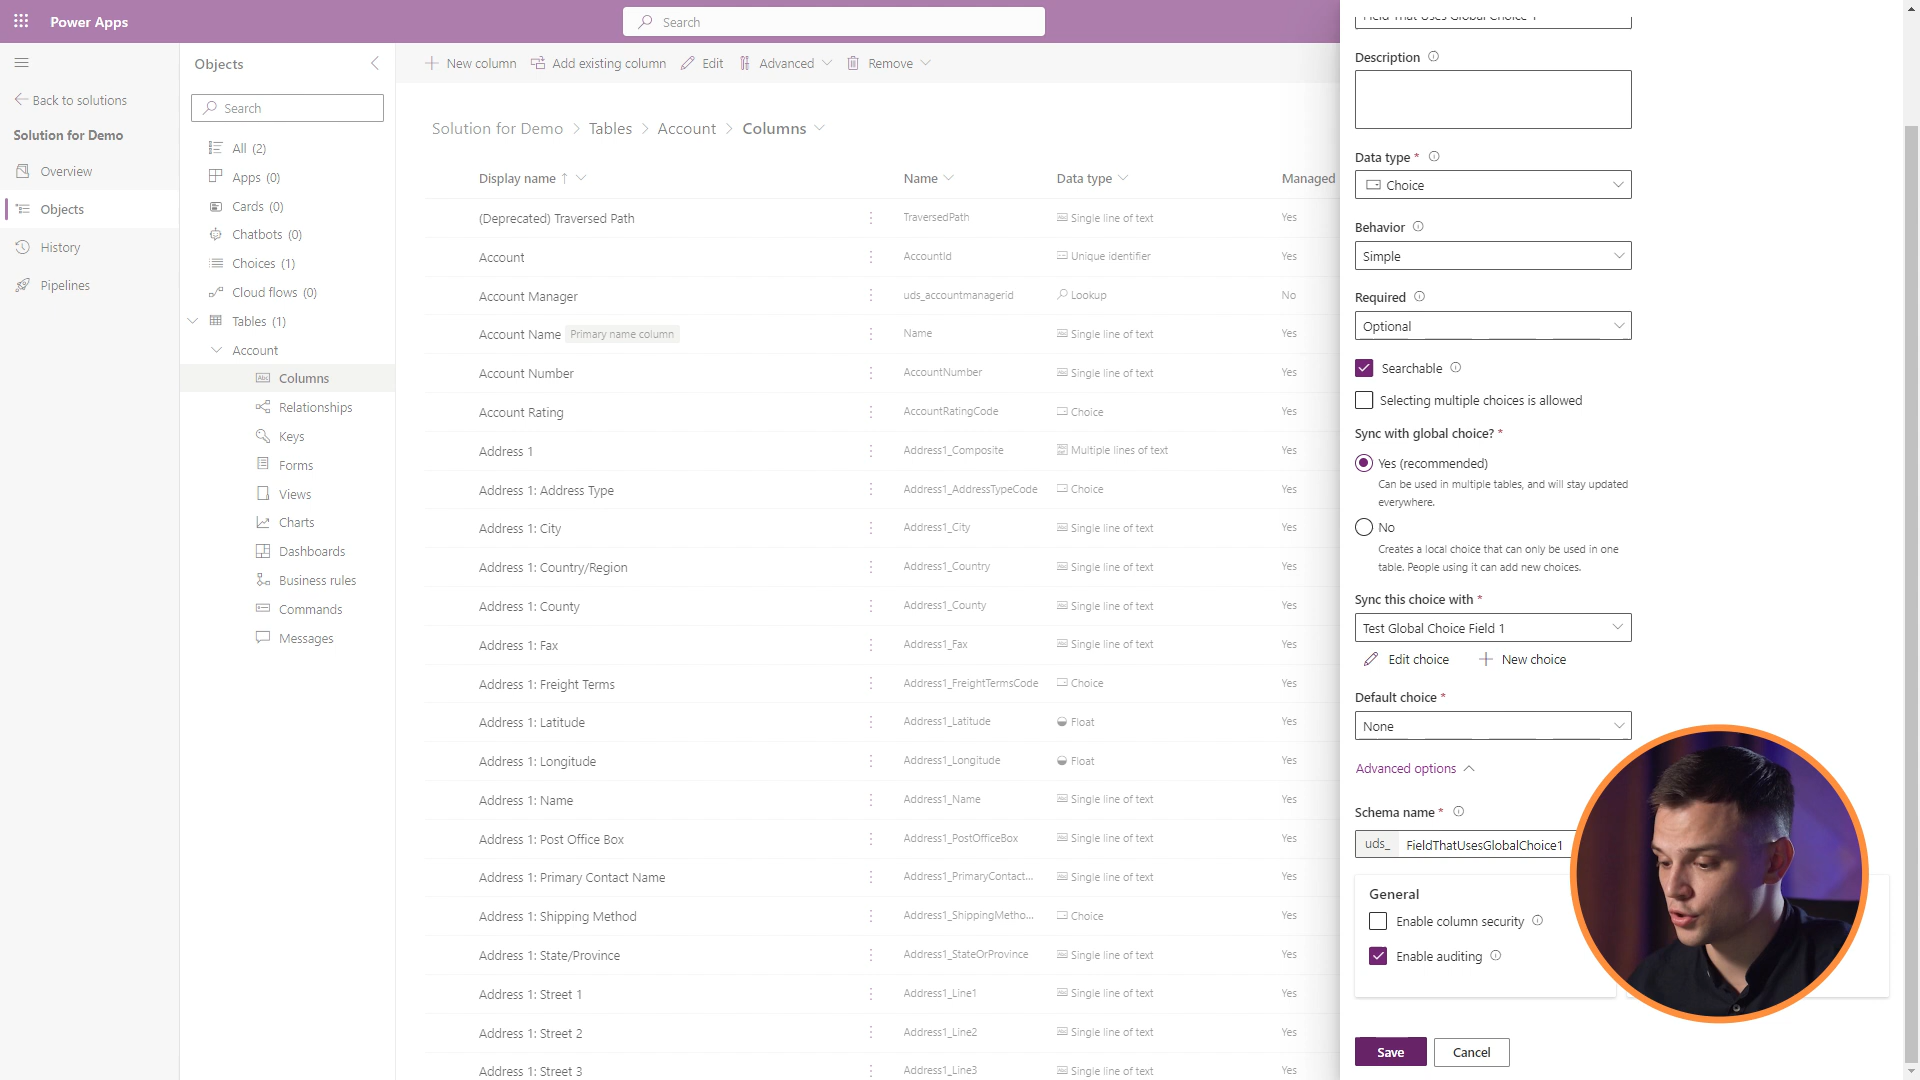 Power Apps
Search
Objects
New column
Add existing column
Edit
Advanced
Remove
Back to solutions
Solution for Demo
Overview
Objects
History
Pipelines
Search
All (2)
Apps (0)
Cards (0)
Chatbots (0)
Choices (1)
Cloud flows (0)
Tables (1)
Account
Columns
Relationships
Keys
Forms
Views
Charts
Dashboards
Business rules
Commands
Messages
Solution for Demo > Tables > Account > Columns
Display name ↑ Name Data type Managed
(Deprecated) Traversed Path TraversedPath Single line of text Yes
Account AccountId Unique identifier Yes
Account Manager uds_accountmanagerid Lookup No
Account Name Primary name column Name Single line of text Yes
Account Number AccountNumber Single line of text Yes
Account Rating AccountRatingCode Choice Yes
Address 1 Address1_Composite Multiple lines of text Yes
Address 1: Address Type Address1_AddressTypeCode Choice Yes
Address 1: City Address1_City Single line of text Yes
Address 1: Country/Region Address1_Country Single line of text Yes
Address 1: County Address1_County Single line of text Yes
Address 1: Fax Address1_Fax Single line of text Yes
Address 1: Freight Terms Address1_FreightTermsCode Choice Yes
Address 1: Latitude Address1_Latitude Float Yes
Address 1: Longitude Address1_Longitude Float Yes
Address 1: Name Address1_Name Single line of text Yes
Address 1: Post Office Box Address1_PostOfficeBox Single line of text Yes
Address 1: Primary Contact Name Address1_PrimaryContact... Single line of text Yes
Address 1: Shipping Method Address1_ShippingMetho... Choice Yes
Address 1: State/Province Address1_StateOrProvince Single line of text Yes
Address 1: Street 1 Address1_Line1 Single line of text Yes
Address 1: Street 2 Address1_Line2 Single line of text Yes
Address 1: Street 3 Address1_Line3 Single line of text Yes
Field That Uses Global Choice 1
Description
Data type *
Choice
Behavior
Simple
Required
Optional
Searchable
Selecting multiple choices is allowed
Sync with global choice? *
Yes (recommended)
Can be used in multiple tables, and will stay updated
everywhere.
No
Creates a local choice that can only be used in one
table. People using it can add new choices.
Sync this choice with *
Test Global Choice Field 1
Edit choice
New choice
Default choice *
None
Advanced options
Schema name *
uds_ FieldThatUsesGlobalChoice1
General
Enable column security
Enable auditing
Save
Cancel